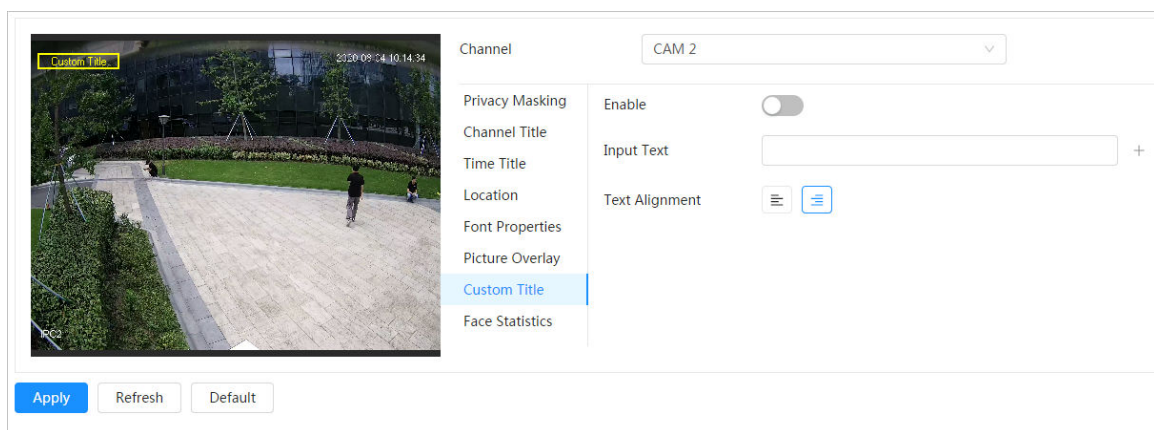 Custom Title
2020-09-04 10:14:34
IPC2
Channel
CAM 2
Privacy Masking
Channel Title
Time Title
Location
Font Properties
Picture Overlay
Custom Title
Face Statistics
Enable
Input Text
+
Text Alignment
Apply
Refresh
Default